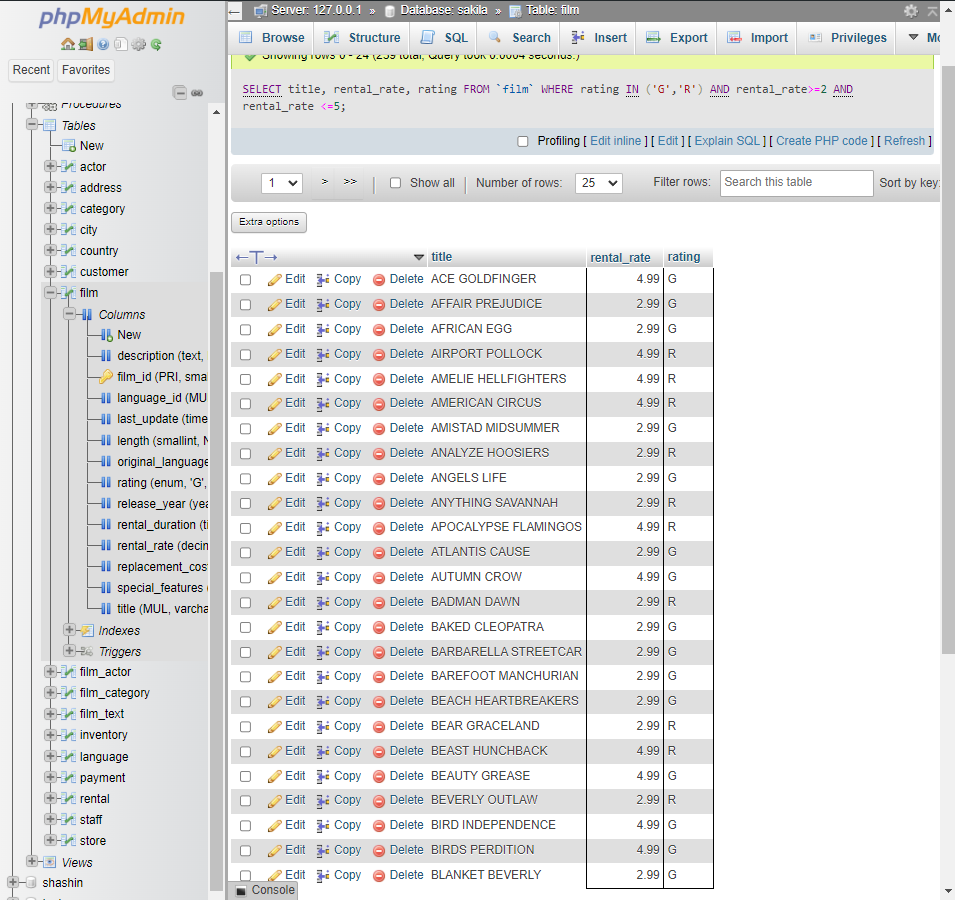 phpMyAdmin
Recent Favorites
Procedures
Tables
New
actor
address
category
city
country
customer
film
Columns
New
description (text,
film_id (PRI, sma
language_id (MU
last_update (time
length (smallint, N
original_language
rating (enum, 'G',
release_year (yea
rental_duration (ti
rental_rate (decin
replacement_cos
special_features
title (MUL, varcha
Indexes
Triggers
film_actor
film_category
film_text
inventory
language
payment
rental
staff
store
Views
shashin
Server: 127.0.0.1 » Database: sakila » Table: film
Browse Structure SQL Search Insert Export Import Privileges Mo
Showing rows 0 - 24 (239 total, Query took 0.0004 seconds.)
SELECT title, rental_rate, rating FROM `film` WHERE rating IN ('G','R') AND rental_rate>=2 AND
rental_rate <=5;
Profiling [ Edit inline ] [ Edit ] [ Explain SQL ] [ Create PHP code ] [ Refresh ]
1 > >> | Show all | Number of rows: 25 Filter rows: Search this table Sort by key:
Extra options
←T→ title rental_rate rating
Edit Copy Delete ACE GOLDFINGER 4.99 G
Edit Copy Delete AFFAIR PREJUDICE 2.99 G
Edit Copy Delete AFRICAN EGG 2.99 G
Edit Copy Delete AIRPORT POLLOCK 4.99 R
Edit Copy Delete AMELIE HELLFIGHTERS 4.99 R
Edit Copy Delete AMERICAN CIRCUS 4.99 R
Edit Copy Delete AMISTAD MIDSUMMER 2.99 G
Edit Copy Delete ANALYZE HOOSIERS 2.99 R
Edit Copy Delete ANGELS LIFE 2.99 G
Edit Copy Delete ANYTHING SAVANNAH 2.99 R
Edit Copy Delete APOCALYPSE FLAMINGOS 4.99 R
Edit Copy Delete ATLANTIS CAUSE 2.99 G
Edit Copy Delete AUTUMN CROW 4.99 G
Edit Copy Delete BADMAN DAWN 2.99 R
Edit Copy Delete BAKED CLEOPATRA 2.99 G
Edit Copy Delete BARBARELLA STREETCAR 2.99 G
Edit Copy Delete BAREFOOT MANCHURIAN 2.99 G
Edit Copy Delete BEACH HEARTBREAKERS 2.99 G
Edit Copy Delete BEAR GRACELAND 2.99 R
Edit Copy Delete BEAST HUNCHBACK 4.99 R
Edit Copy Delete BEAUTY GREASE 4.99 G
Edit Copy Delete BEVERLY OUTLAW 2.99 R
Edit Copy Delete BIRD INDEPENDENCE 4.99 G
Edit Copy Delete BIRDS PERDITION 4.99 G
Edit Copy Delete BLANKET BEVERLY 2.99 G
Console